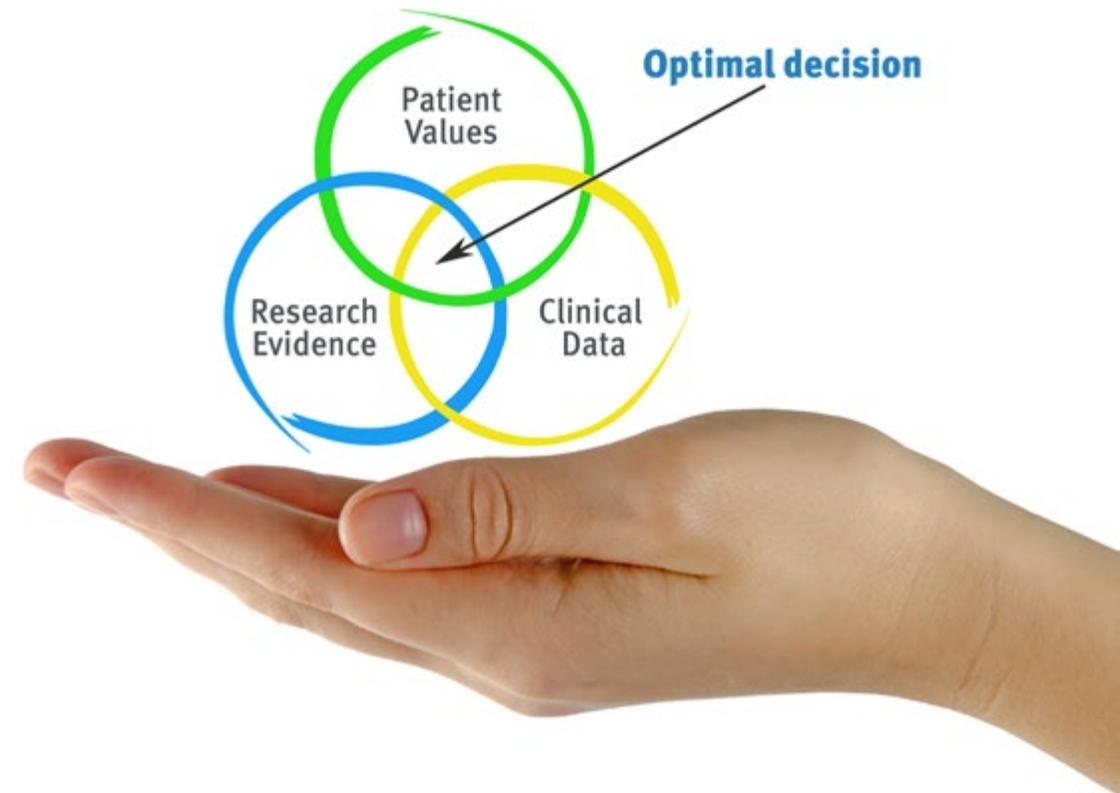 Optimal decision
Patient
Values
Research
Evidence
Clinical
Data